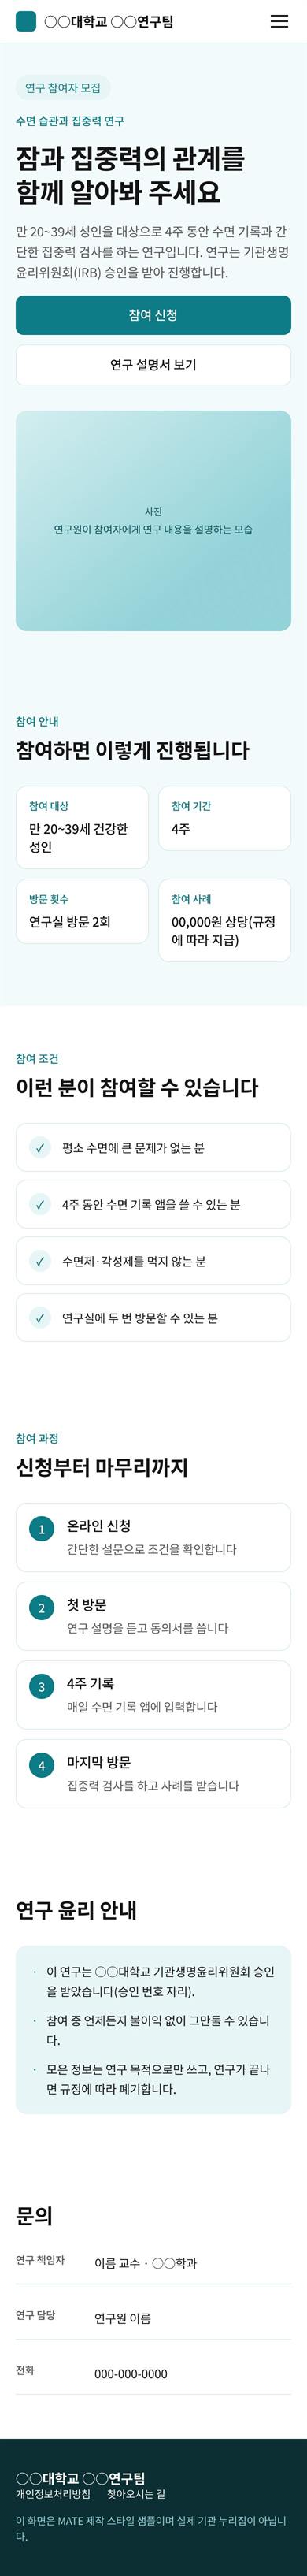 ○○대학교 ○○연구팀
연구 참여자 모집
수면 습관과 집중력 연구
잠과 집중력의 관계를
함께 알아봐 주세요
만 20~39세 성인을 대상으로 4주 동안 수면 기록과 간
단한 집중력 검사를 하는 연구입니다. 연구는 기관생명
윤리위원회(IRB) 승인을 받아 진행합니다.
참여 신청
연구 설명서 보기
사진
연구원이 참여자에게 연구 내용을 설명하는 모습
참여 안내
참여하면 이렇게 진행됩니다
참여 대상
만 20~39세 건강한
성인
참여 기간
4주
방문 횟수
연구실 방문 2회
참여 사례
00,000원 상당(규정
에 따라 지급)
참여 조건
이런 분이 참여할 수 있습니다
✓ 평소 수면에 큰 문제가 없는 분
✓ 4주 동안 수면 기록 앱을 쓸 수 있는 분
✓ 수면제·각성제를 먹지 않는 분
✓ 연구실에 두 번 방문할 수 있는 분
참여 과정
신청부터 마무리까지
1 온라인 신청
간단한 설문으로 조건을 확인합니다
2 첫 방문
연구 설명을 듣고 동의서를 씁니다
3 4주 기록
매일 수면 기록 앱에 입력합니다
4 마지막 방문
집중력 검사를 하고 사례를 받습니다
연구 윤리 안내
· 이 연구는 ○○대학교 기관생명윤리위원회 승인
을 받았습니다(승인 번호 자리).
· 참여 중 언제든지 불이익 없이 그만둘 수 있습니
다.
· 모은 정보는 연구 목적으로만 쓰고, 연구가 끝나
면 규정에 따라 폐기합니다.
문의
연구 책임자 이름 교수 · ○○학과
연구 담당 연구원 이름
전화 000-000-0000
○○대학교 ○○연구팀
개인정보처리방침 찾아오시는 길
이 화면은 MATE 제작 스타일 샘플이며 실제 기관 누리집이 아닙니
다.